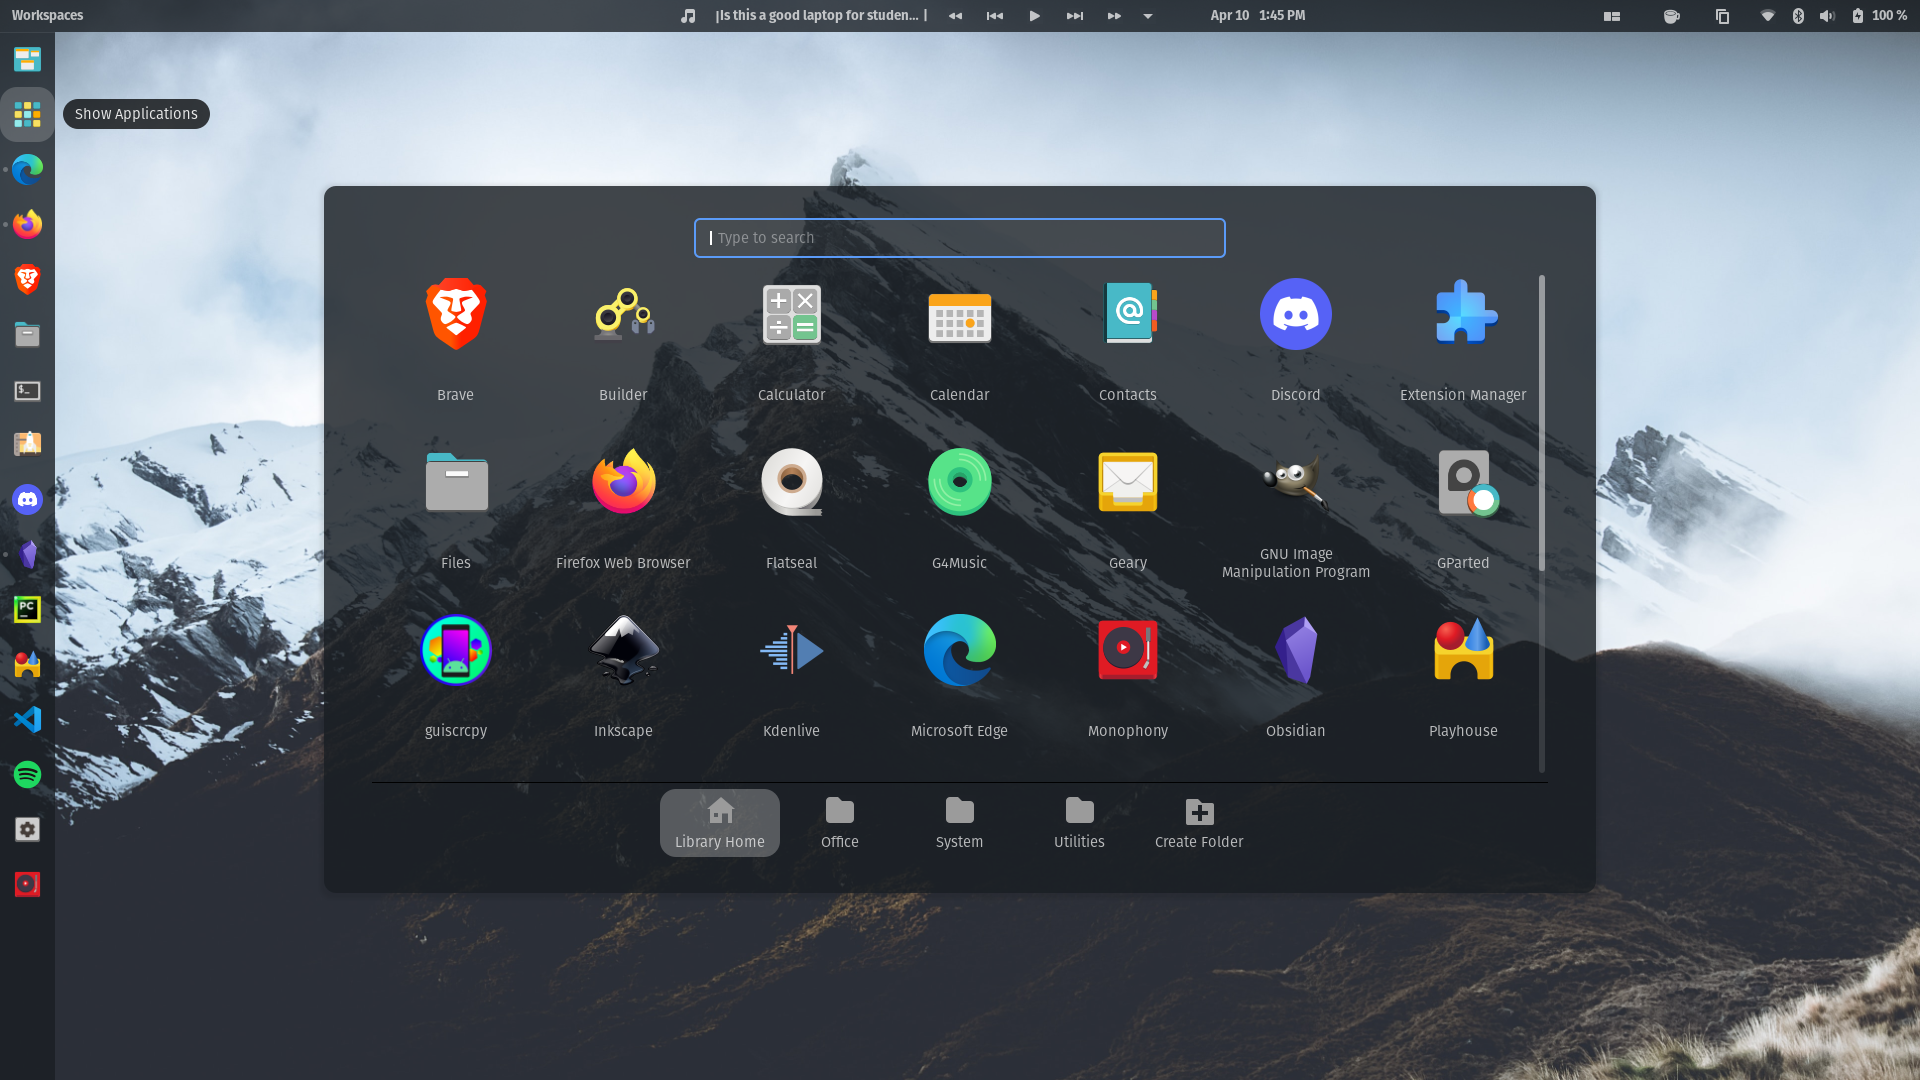 Workspaces
|Is this a good laptop for studen... |
Apr 10 1:45 PM
100 %
Show Applications
Type to search
Brave
Builder
Calculator
Calendar
Contacts
Discord
Extension Manager
Files
Firefox Web Browser
Flatseal
G4Music
Geary
GNU Image
Manipulation Program
GParted
guiscrcpy
Inkscape
Kdenlive
Microsoft Edge
Monophony
Obsidian
Playhouse
PC
$_
Library Home
Office
System
Utilities
Create Folder